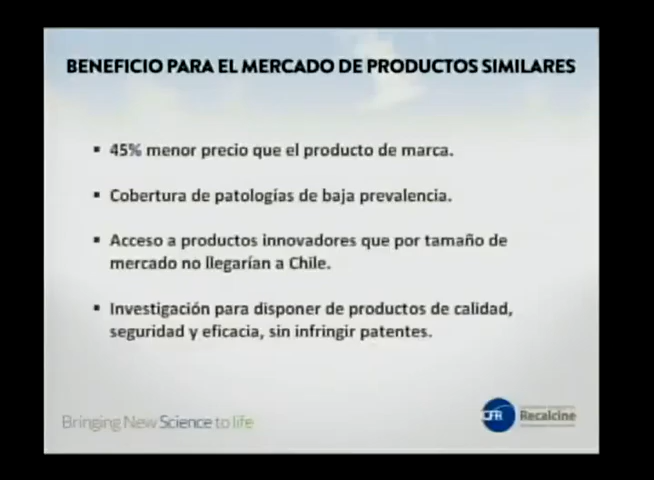 BENEFICIO PARA EL MERCADO DE PRODUCTOS SIMILARES
▪ 45% menor precio que el producto de marca.
▪ Cobertura de patologías de baja prevalencia.
▪ Acceso a productos innovadores que por tamaño de
mercado no llegarían a Chile.
▪ Investigación para disponer de productos de calidad,
seguridad y eficacia, sin infringir patentes.
Bringing New Science to life
CFR Recalcine